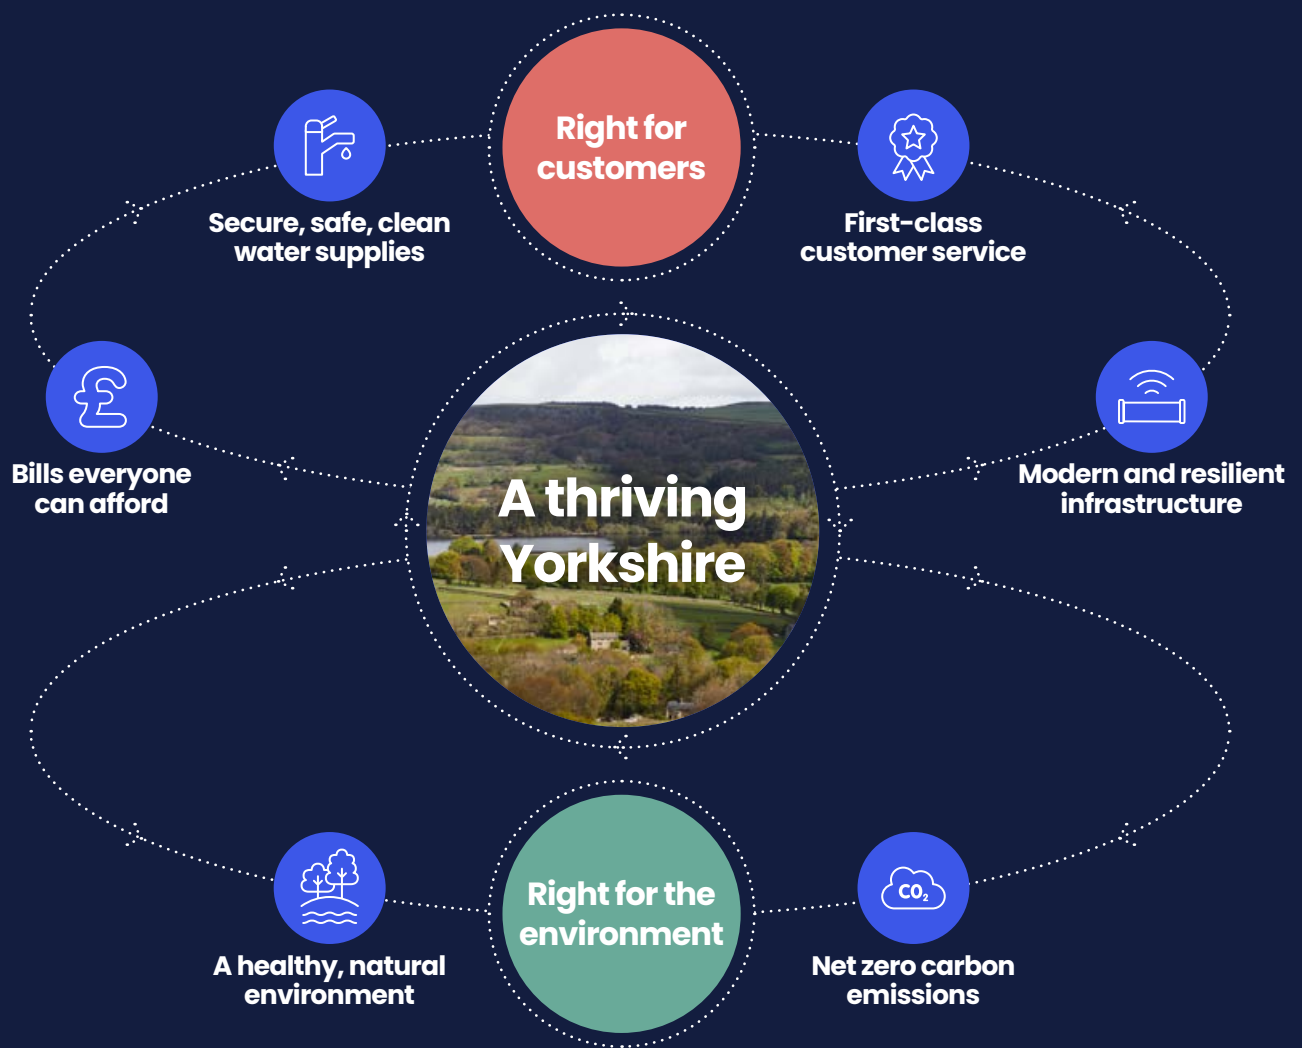 Right for
customers
Secure, safe, clean
water supplies
First-class
customer service
Bills everyone
can afford
A thriving
Yorkshire
Modern and resilient
infrastructure
Right for the
environment
CO₂
A healthy, natural
environment
Net zero carbon
emissions